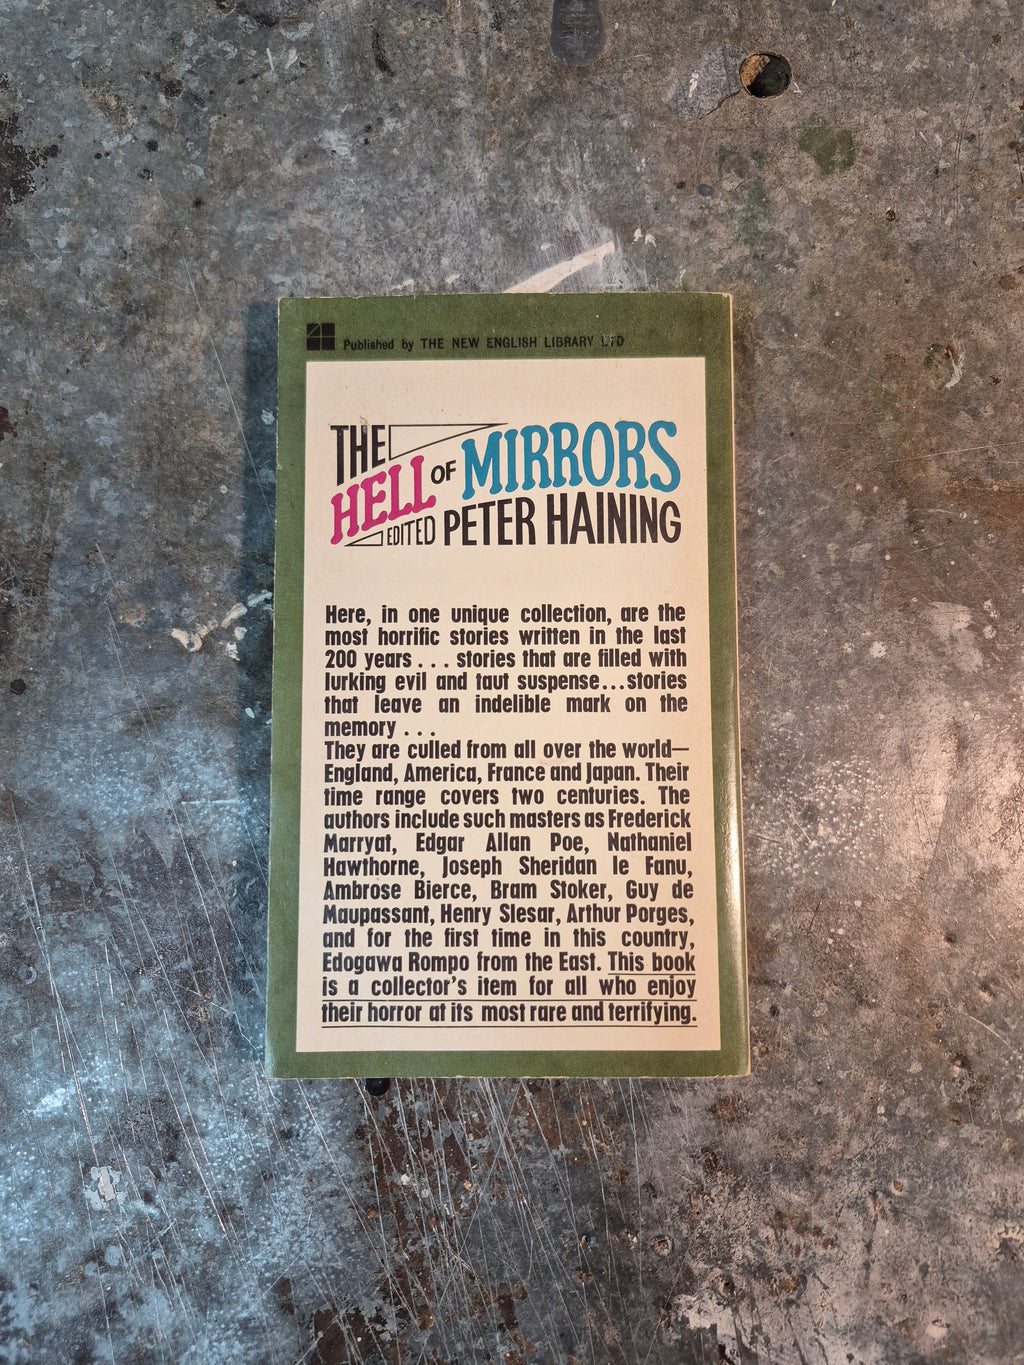 Published by THE NEW ENGLISH LIBRARY LTD
THE
HELL OF MIRRORS
EDITED PETER HAINING
Here, in one unique collection, are the
most horrific stories written in the last
200 years . . . stories that are filled with
lurking evil and taut suspense...stories
that leave an indelible mark on the
memory . . .
They are culled from all over the world—
England, America, France and Japan. Their
time range covers two centuries. The
authors include such masters as Frederick
Marryat, Edgar Allan Poe, Nathaniel
Hawthorne, Joseph Sheridan le Fanu,
Ambrose Bierce, Bram Stoker, Guy de
Maupassant, Henry Slesar, Arthur Porges,
and for the first time in this country,
Edogawa Rompo from the East. This book
is a collector's item for all who enjoy
their horror at its most rare and terrifying.